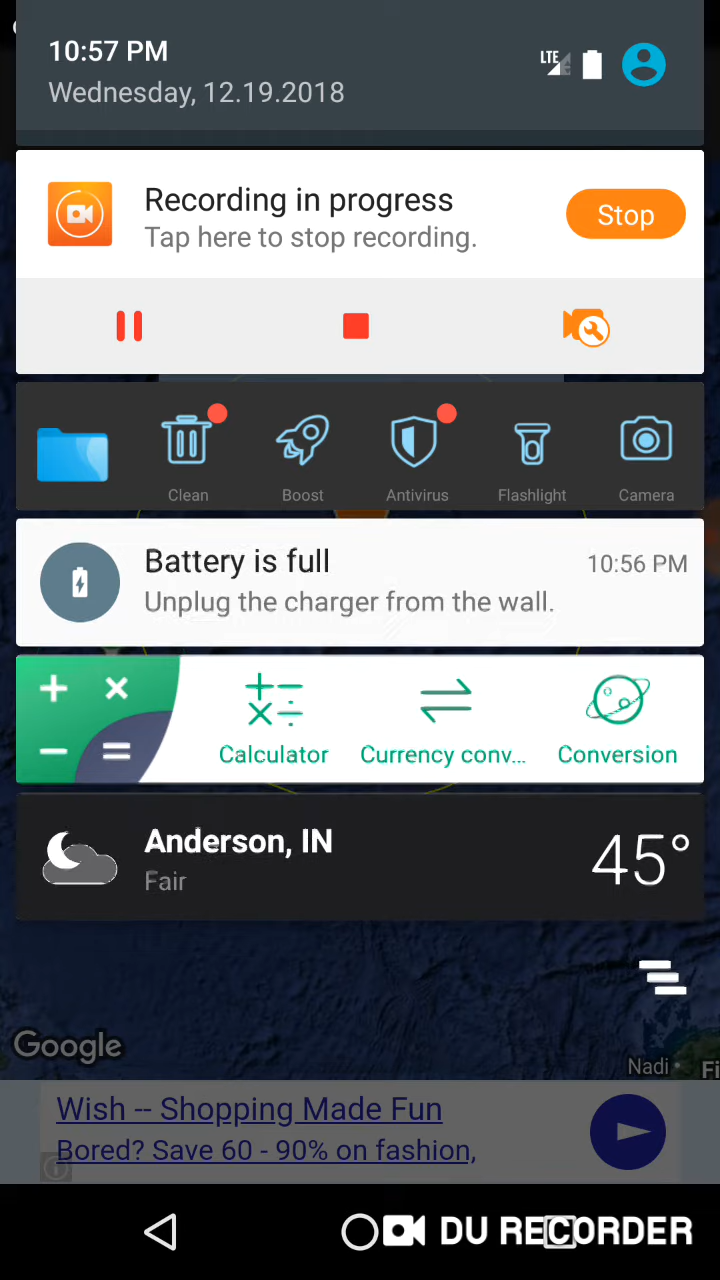 10:57 PM
LTE
Wednesday, 12.19.2018
Recording in progress
Tap here to stop recording.
Stop
Clean
Boost
Antivirus
Flashlight
Camera
Battery is full
10:56 PM
Unplug the charger from the wall.
Calculator
Currency conv...
Conversion
Anderson, IN
Fair
45°
Google
Nadi
Fi
Wish -- Shopping Made Fun
Bored? Save 60 - 90% on fashion,
DU RECORDER